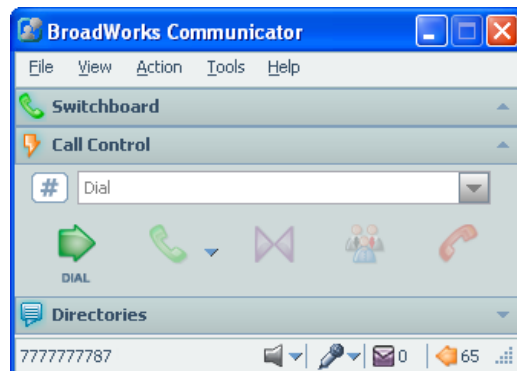 BroadWorks Communicator
File View Action Tools Help
Switchboard
Call Control
# Dial
DIAL
Directories
7777777787 0 65